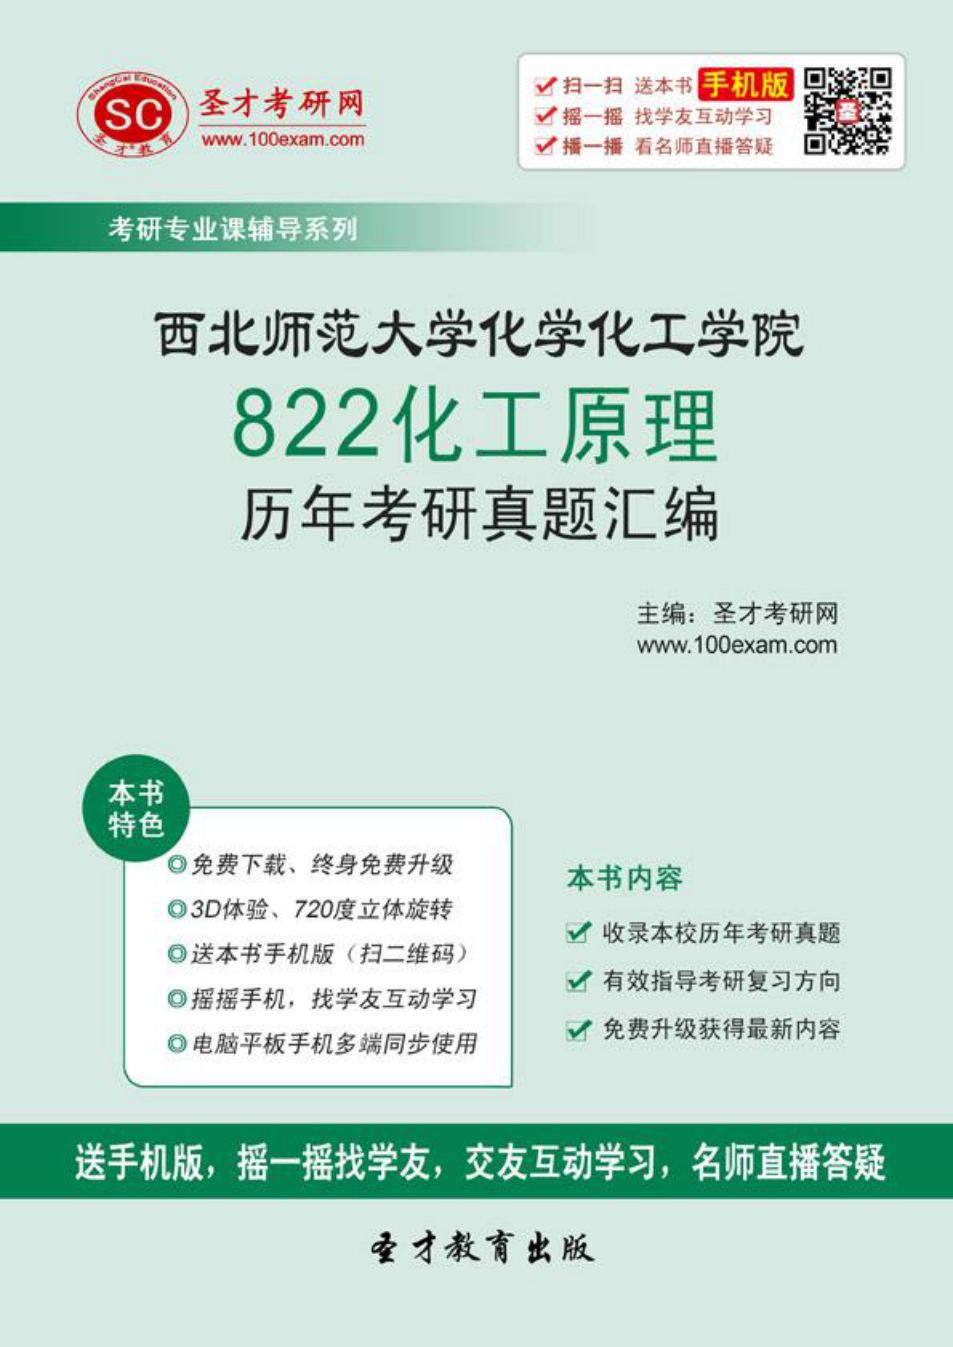 ShengCai Education
SC
圣才教育
圣才考研网
www.100exam.com
扫一扫 送本书 手机版
摇一摇 找学友互动学习
播一播 看名师直播答疑
圣
考研专业课辅导系列
西北师范大学化学化工学院
822化工原理
历年考研真题汇编
主编：圣才考研网
www.100exam.com
本书
特色
◎免费下载、终身免费升级
◎3D体验、720度立体旋转
◎送本书手机版（扫二维码）
◎摇摇手机，找学友互动学习
◎电脑平板手机多端同步使用
本书内容
收录本校历年考研真题
有效指导考研复习方向
免费升级获得最新内容
送手机版，摇一摇找学友，交友互动学习，名师直播答疑
圣才教育出版